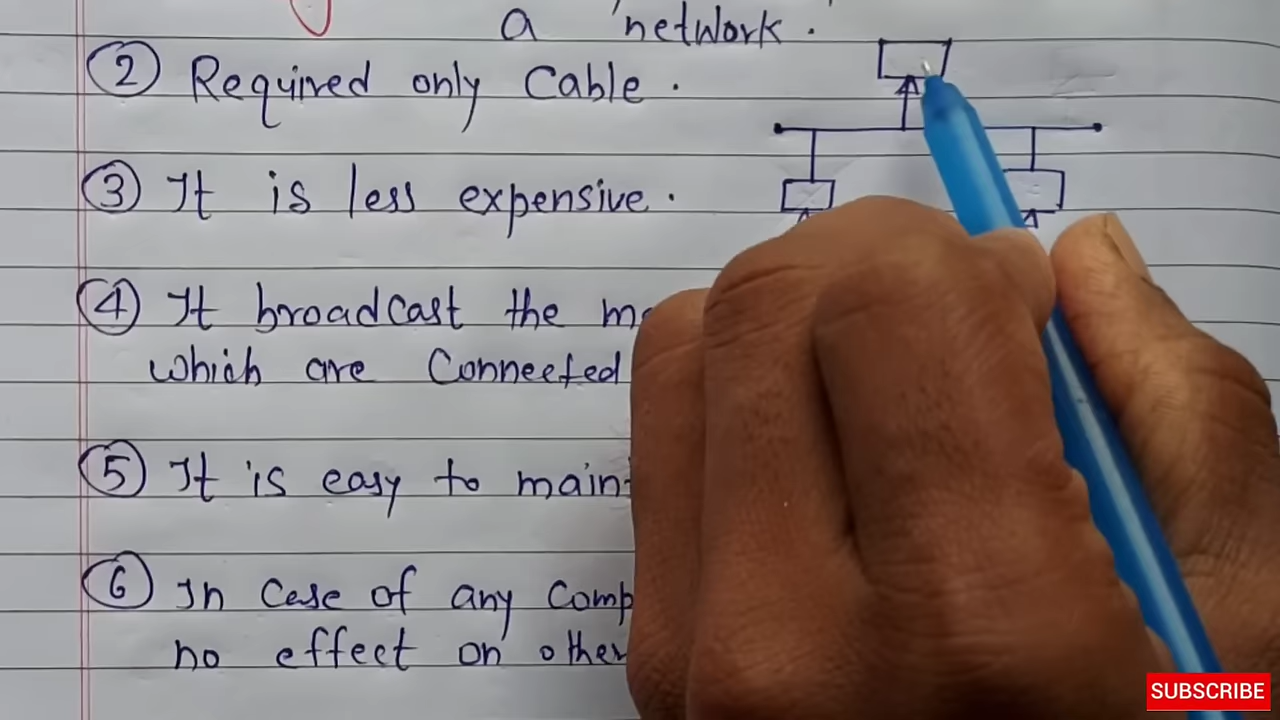 a 'network.'
② Required only Cable.
③ It is less expensive.
④ It broadcast the
which are Connected
⑤ It is easy to
⑥ In Case of any
no effect on other
SUBSCRIBE